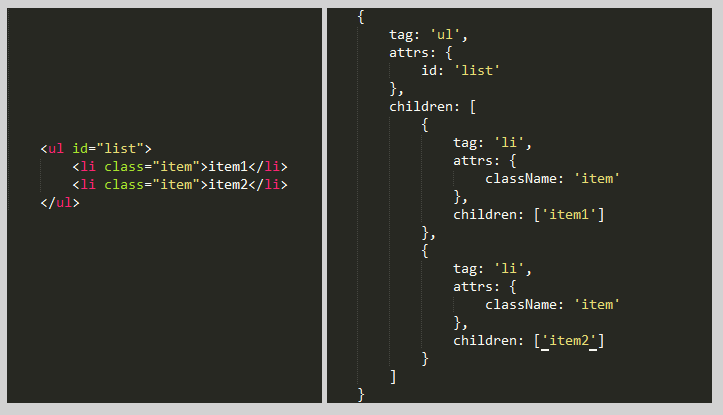 <ul id="list">
    <li class="item">item1</li>
    <li class="item">item2</li>
</ul>
{
    tag: 'ul',
    attrs: {
        id: 'list'
    },
    children: [
        {
            tag: 'li',
            attrs: {
                className: 'item'
            },
            children: ['item1']
        },
        {
            tag: 'li',
            attrs: {
                className: 'item'
            },
            children: ['item2']
        }
    ]
}